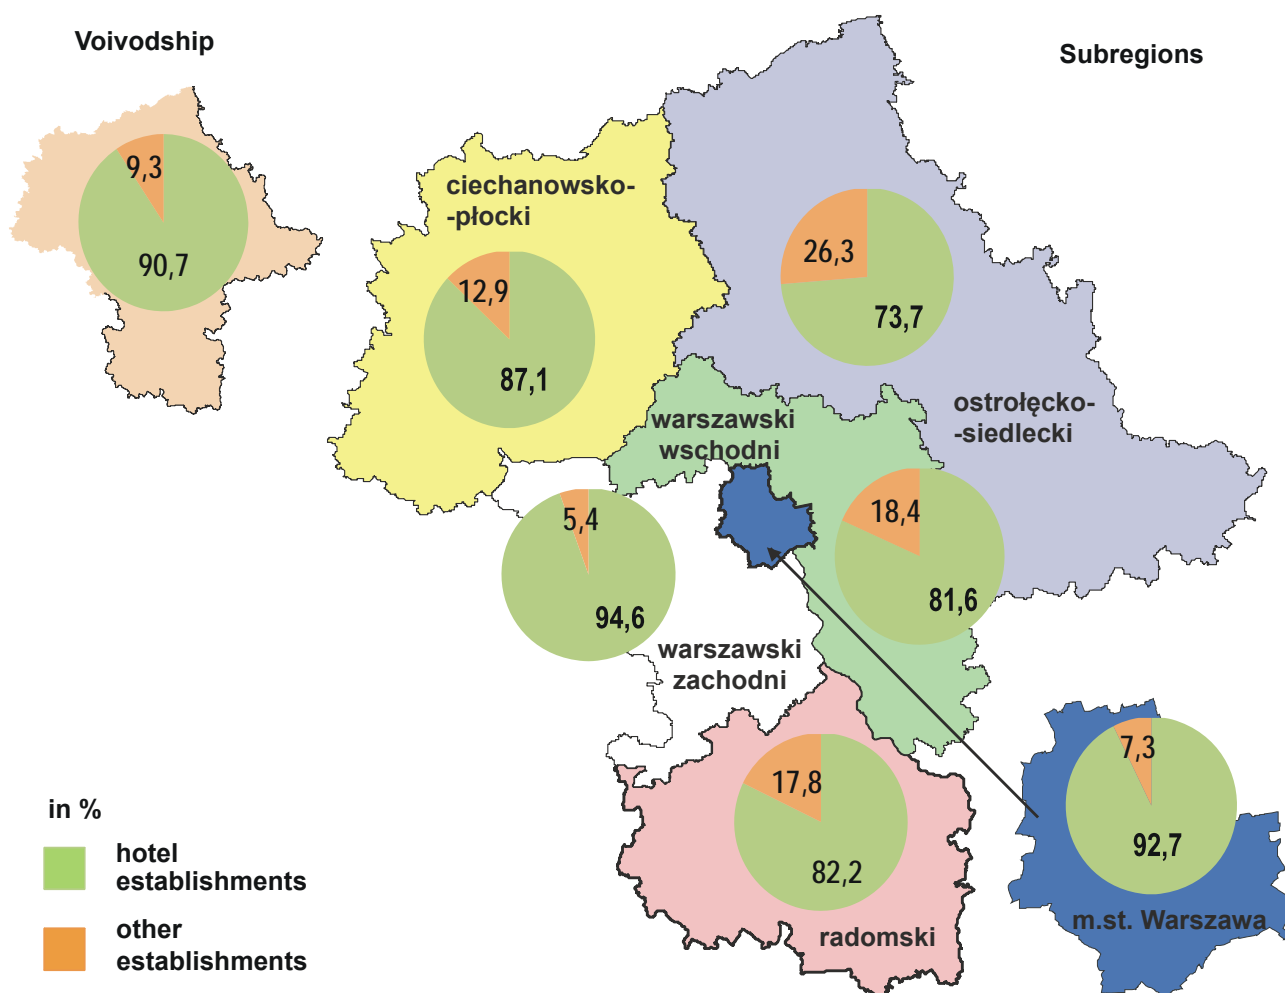 Voivodship
Subregions
9,3
90,7
ciechanowsko-
-płocki
12,9
87,1
26,3
73,7
ostrołęcko-
-siedlecki
warszawski
wschodni
18,4
81,6
5,4
94,6
warszawski
zachodni
17,8
82,2
radomski
7,3
92,7
m.st. Warszawa
in %
hotel
establishments
other
establishments